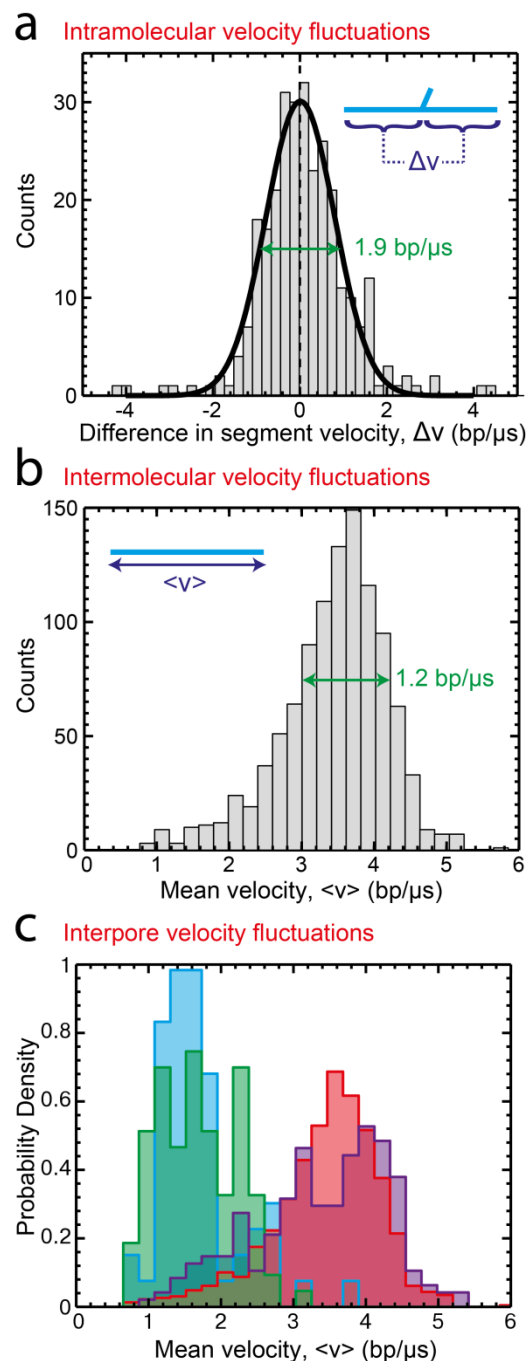 a Intramolecular velocity fluctuations
30
20
10
0
Counts
Δv
1.9 bp/µs
-4 -2 0 2 4
Difference in segment velocity, Δv (bp/µs)
b Intermolecular velocity fluctuations
150
100
50
0
Counts
<v>
1.2 bp/µs
0 1 2 3 4 5 6
Mean velocity, <v> (bp/µs)
c Interpore velocity fluctuations
1
0.8
0.6
0.4
0.2
0
Probability Density
0 1 2 3 4 5 6
Mean velocity, <v> (bp/µs)